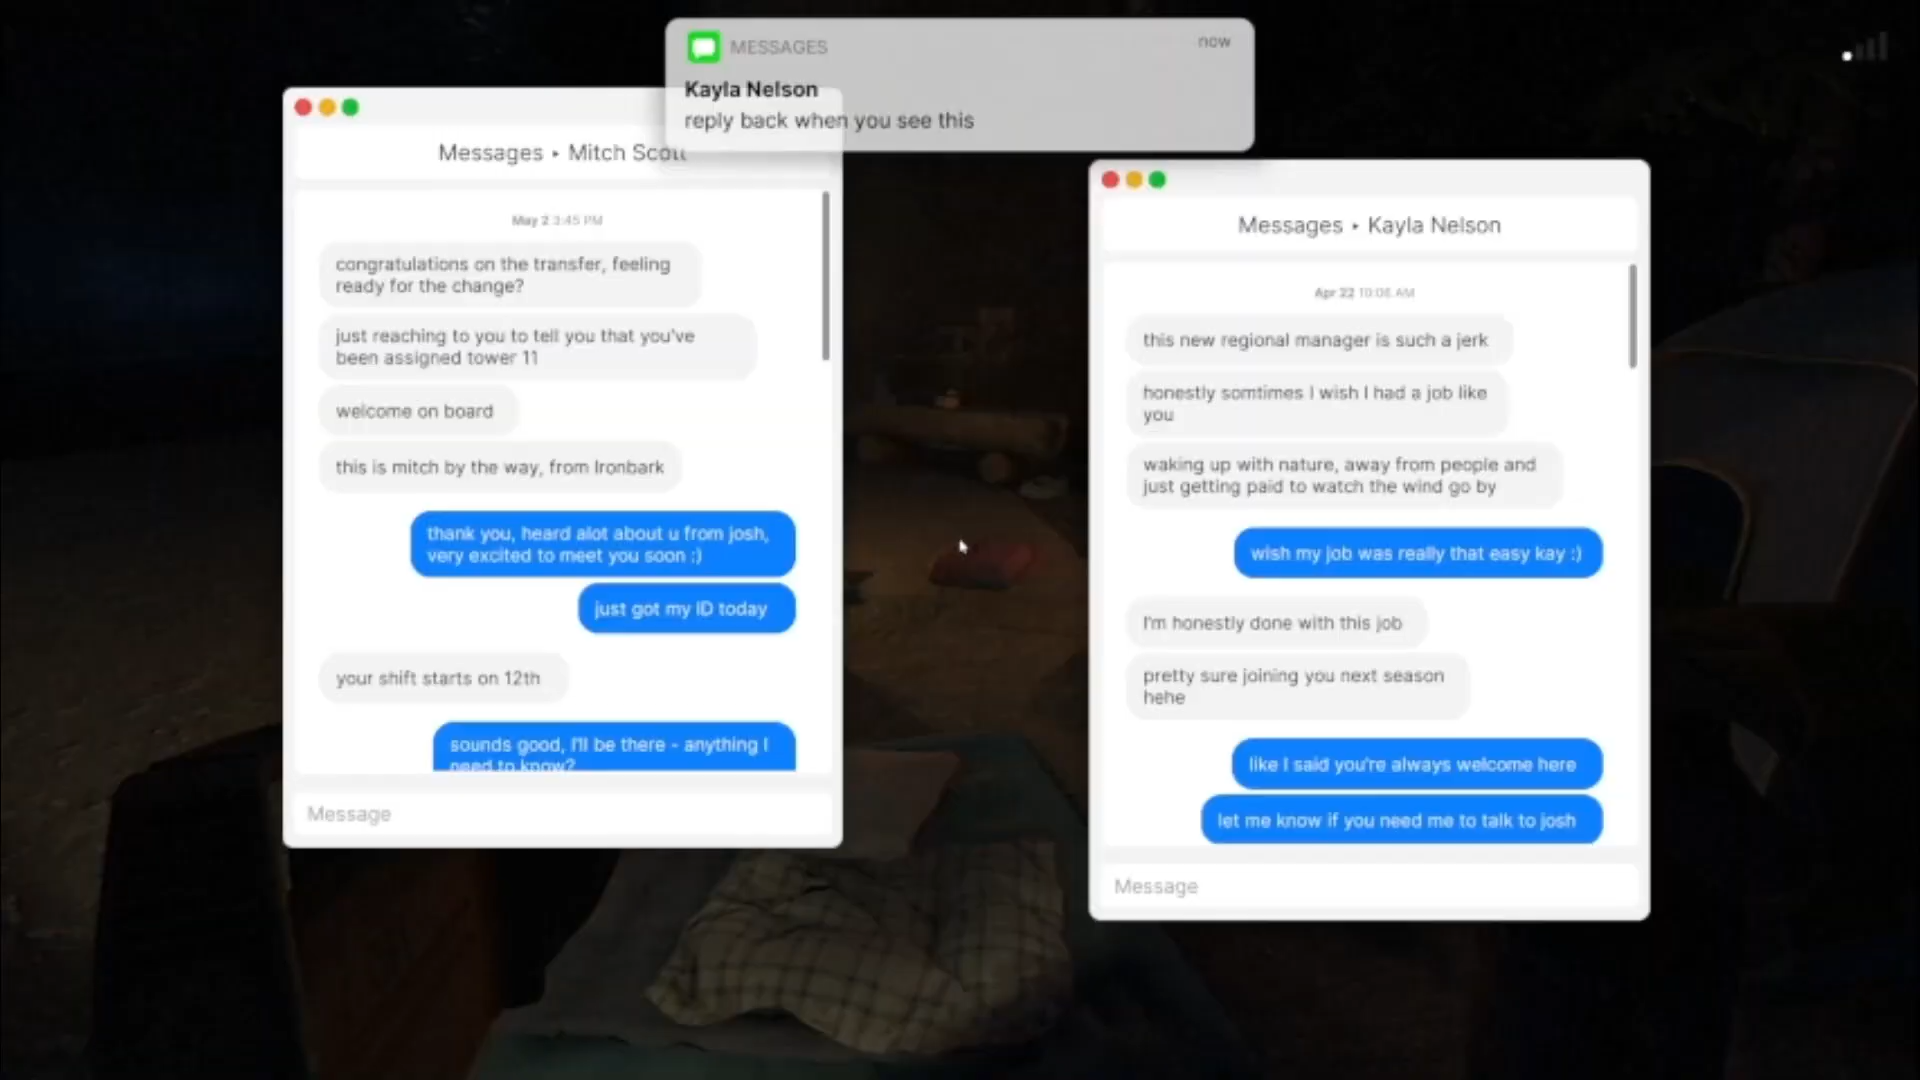 MESSAGES
now
Kayla Nelson
reply back when you see this
Messages ‣ Mitch Scott
May 2 3:45 PM
congratulations on the transfer, feeling
ready for the change?
just reaching to you to tell you that you've
been assigned tower 11
welcome on board
this is mitch by the way, from Ironbark
thank you, heard alot about u from josh,
very excited to meet you soon :)
just got my ID today
your shift starts on 12th
sounds good, I'll be there - anything I
need to know?
Message
Messages ‣ Kayla Nelson
Apr 22 10:06 AM
this new regional manager is such a jerk
honestly somtimes I wish I had a job like
you
waking up with nature, away from people and
just getting paid to watch the wind go by
wish my job was really that easy kay :)
I'm honestly done with this job
pretty sure joining you next season
hehe
like I said you're always welcome here
let me know if you need me to talk to josh
Message